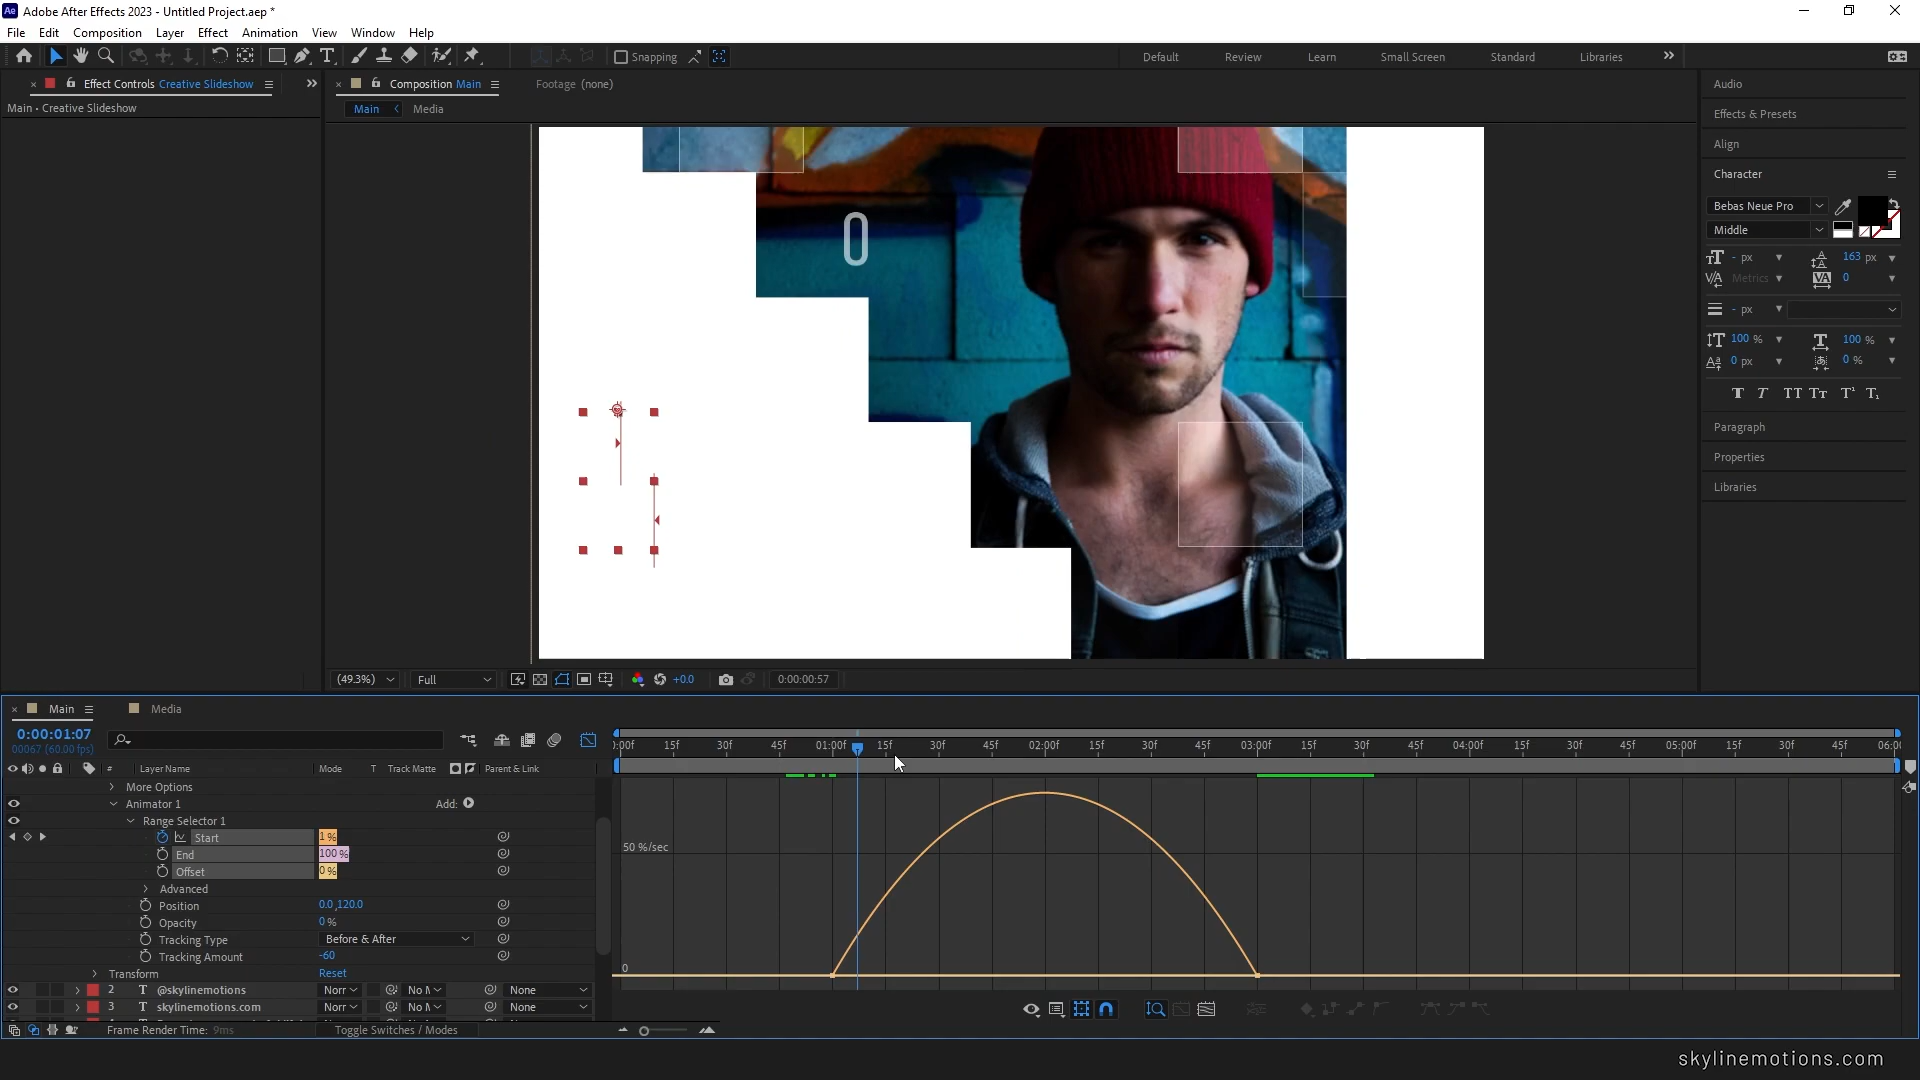 Ae Adobe After Effects 2023 - Untitled Project.aep *
File Edit Composition Layer Effect Animation View Window Help
Snapping
Default Review Learn Small Screen Standard Libraries
Effect Controls Creative Slideshow
Composition Main
Footage (none)
Audio
Main • Creative Slideshow
Main Media
Effects & Presets
Align
Character
Bebas Neue Pro
Middle
- px 163 px
Metrics 0
- px
100 % 100 %
0 px 0 %
T T TT Tт T¹ T₁
Paragraph
Properties
Libraries
0
(49.3%) Full +0.0 0:00:00:57
Main Media
0:00:01:07
00067 (60.00 fps)
:00f 15f 30f 45f 01:00f 15f 30f 45f 02:00f 15f 30f 45f 03:00f 15f 30f 45f 04:00f 15f 30f 45f 05:00f 15f 30f 45f 06:0
# Layer Name Mode T Track Matte Parent & Link
More Options
Animator 1 Add:
Range Selector 1
Start 1 %
End 100 %
Offset 0 %
Advanced
Position 0.0 ,120.0
Opacity 0 %
Tracking Type Before & After
Tracking Amount -60
Transform Reset
2 T @skylinemotions Norr No M None
3 T skylinemotions.com Norr No M None
50 %/sec
0
Frame Render Time: 9ms Toggle Switches / Modes
skylinemotions.com